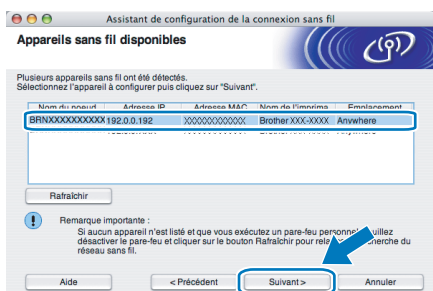 Assistant de configuration de la connexion sans fil
Appareils sans fil disponibles
Plusieurs appareils sans fil ont été détectés.
Sélectionnez l'appareil à configurer puis cliquez sur "Suivant".
Nom du noeud Adresse IP Adresse MAC Nom de l'imprima Emplacement
BRNXXXXXXXXXX 192.0.0.192 XXXXXXXXXXXX Brother XXX-XXXX Anywhere
Rafraîchir
Remarque importante :
Si aucun appareil n'est listé et que vous exécutez un pare-feu personnel
désactiver le pare-feu et cliquer sur le bouton Rafraîchir pour du
réseau sans fil.
Aide < Précédent Suivant > Annuler